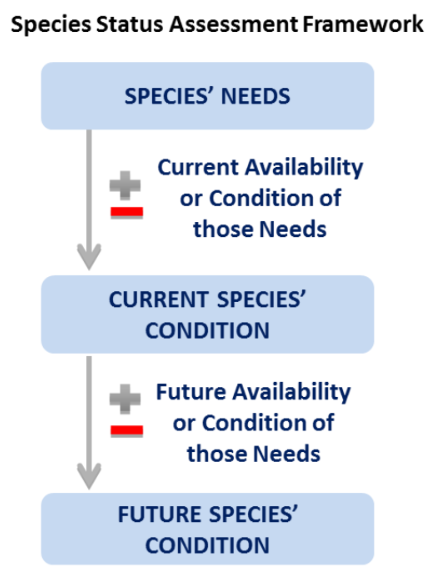 Species Status Assessment Framework
SPECIES’ NEEDS
Current Availability
or Condition of
those Needs
CURRENT SPECIES’
CONDITION
Future Availability
or Condition of
those Needs
FUTURE SPECIES’
CONDITION